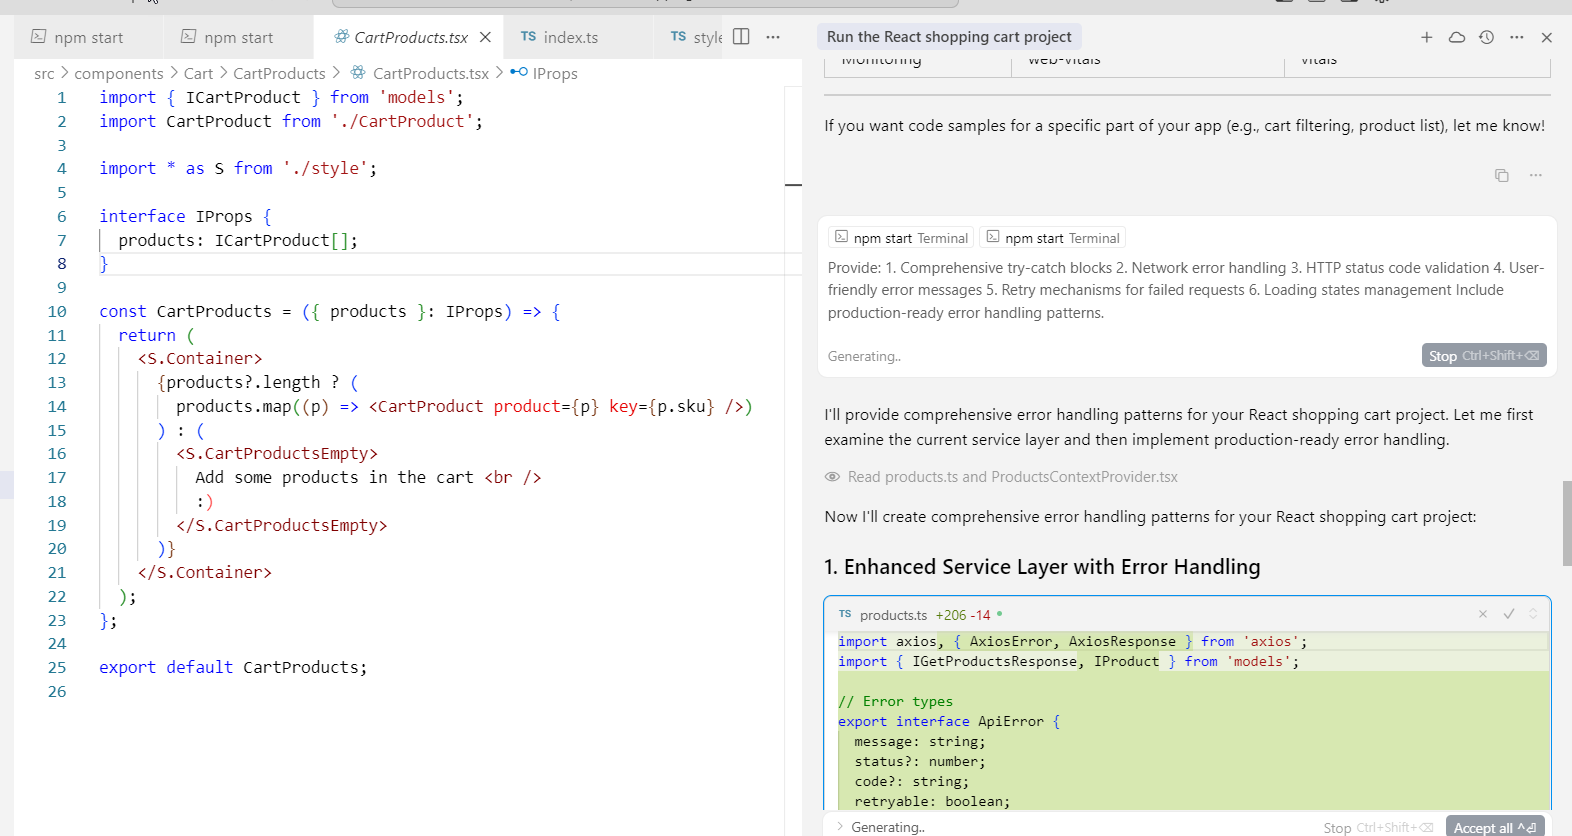 npm start
npm start
CartProducts.tsx
TS index.ts
TS style
src > components > Cart > CartProducts > CartProducts.tsx > IProps
1 import { ICartProduct } from 'models';
2 import CartProduct from './CartProduct';
3
4 import * as S from './style';
5
6 interface IProps {
7 products: ICartProduct[];
8 }
9
10 const CartProducts = ({ products }: IProps) => {
11 return (
12 <S.Container>
13 {products?.length ? (
14 products.map((p) => <CartProduct product={p} key={p.sku} />)
15 ) : (
16 <S.CartProductsEmpty>
17 Add some products in the cart <br />
18 :)
19 </S.CartProductsEmpty>
20 )}
21 </S.Container>
22 );
23 };
24
25 export default CartProducts;
26
Run the React shopping cart project
Monitoring web-vitals vitals
If you want code samples for a specific part of your app (e.g., cart filtering, product list), let me know!
npm start Terminal npm start Terminal
Provide: 1. Comprehensive try-catch blocks 2. Network error handling 3. HTTP status code validation 4. User-
friendly error messages 5. Retry mechanisms for failed requests 6. Loading states management Include
production-ready error handling patterns.
Generating..
Stop Ctrl+Shift+⌫
I'll provide comprehensive error handling patterns for your React shopping cart project. Let me first
examine the current service layer and then implement production-ready error handling.
Read products.ts and ProductsContextProvider.tsx
Now I'll create comprehensive error handling patterns for your React shopping cart project:
1. Enhanced Service Layer with Error Handling
TS products.ts +206 -14
import axios, { AxiosError, AxiosResponse } from 'axios';
import { IGetProductsResponse, IProduct } from 'models';
// Error types
export interface ApiError {
message: string;
status?: number;
code?: string;
retryable: boolean;
> Generating..
Stop Ctrl+Shift+⌫
Accept all ^⏎